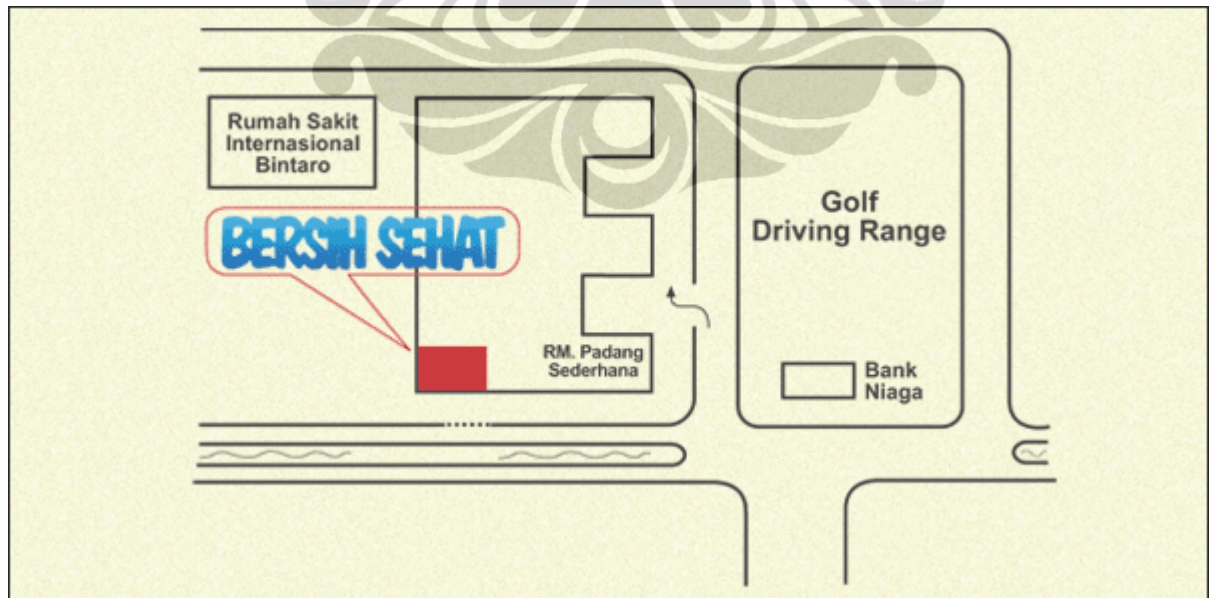 Rumah Sakit
Internasional
Bintaro
BERSIH SEHAT
Golf
Driving Range
RM. Padang
Sederhana
Bank
Niaga